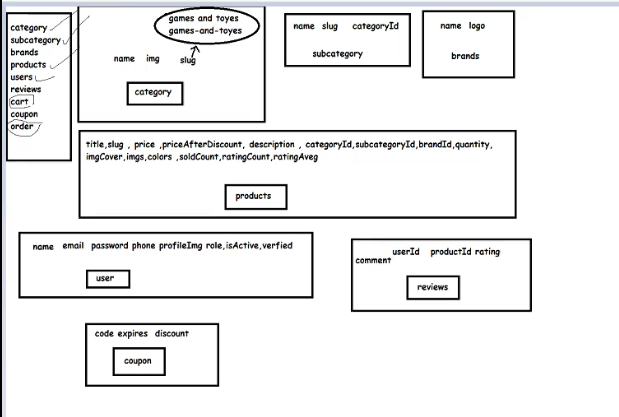 category
subcategory
brands
products
users
reviews
cart
coupon
order
games and toyes
games-and-toyes
name img slug
category
name slug categoryId
subcategory
name logo
brands
title,slug , price ,priceAfterDiscount, description , categoryId,subcategoryId,brandId,quantity,
imgCover,imgs,colors ,soldCount,ratingCount,ratingAveg
products
name email password phone profileImg role,isActive,verfied
user
userId productId rating
comment
reviews
code expires discount
coupon